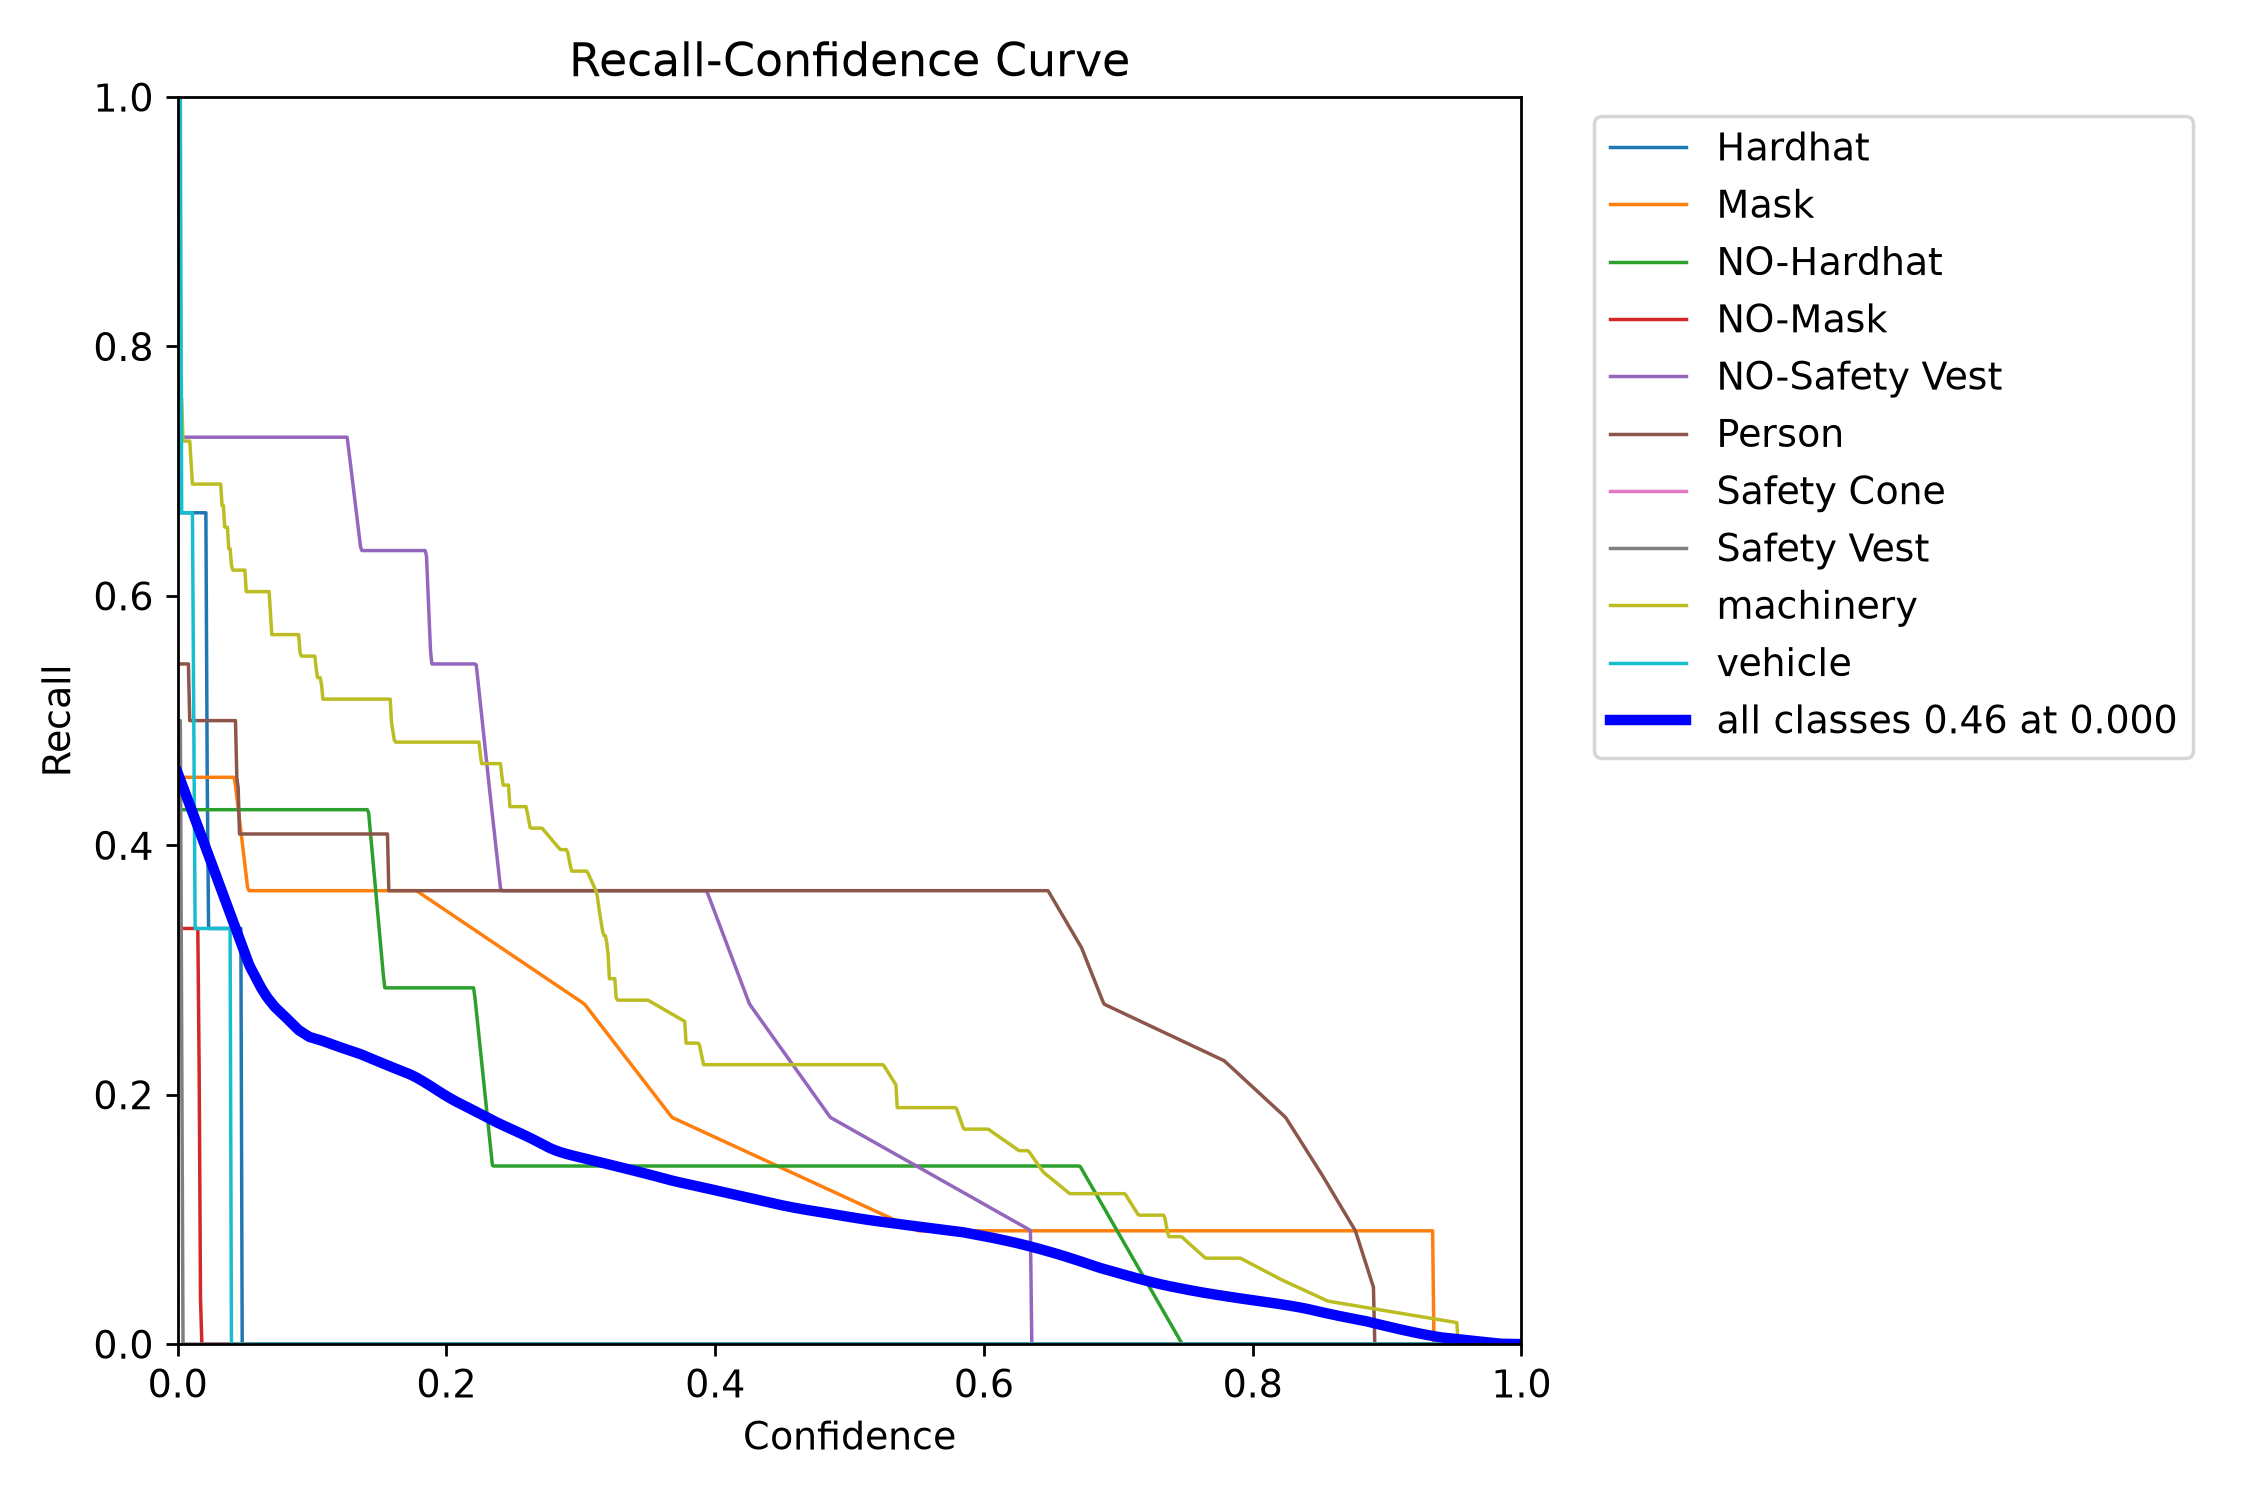 Recall-Confidence Curve
1.0
0.8
0.6
0.4
0.2
0.0
Recall
0.0 0.2 0.4 0.6 0.8 1.0
Confidence
Hardhat
Mask
NO-Hardhat
NO-Mask
NO-Safety Vest
Person
Safety Cone
Safety Vest
machinery
vehicle
all classes 0.46 at 0.000